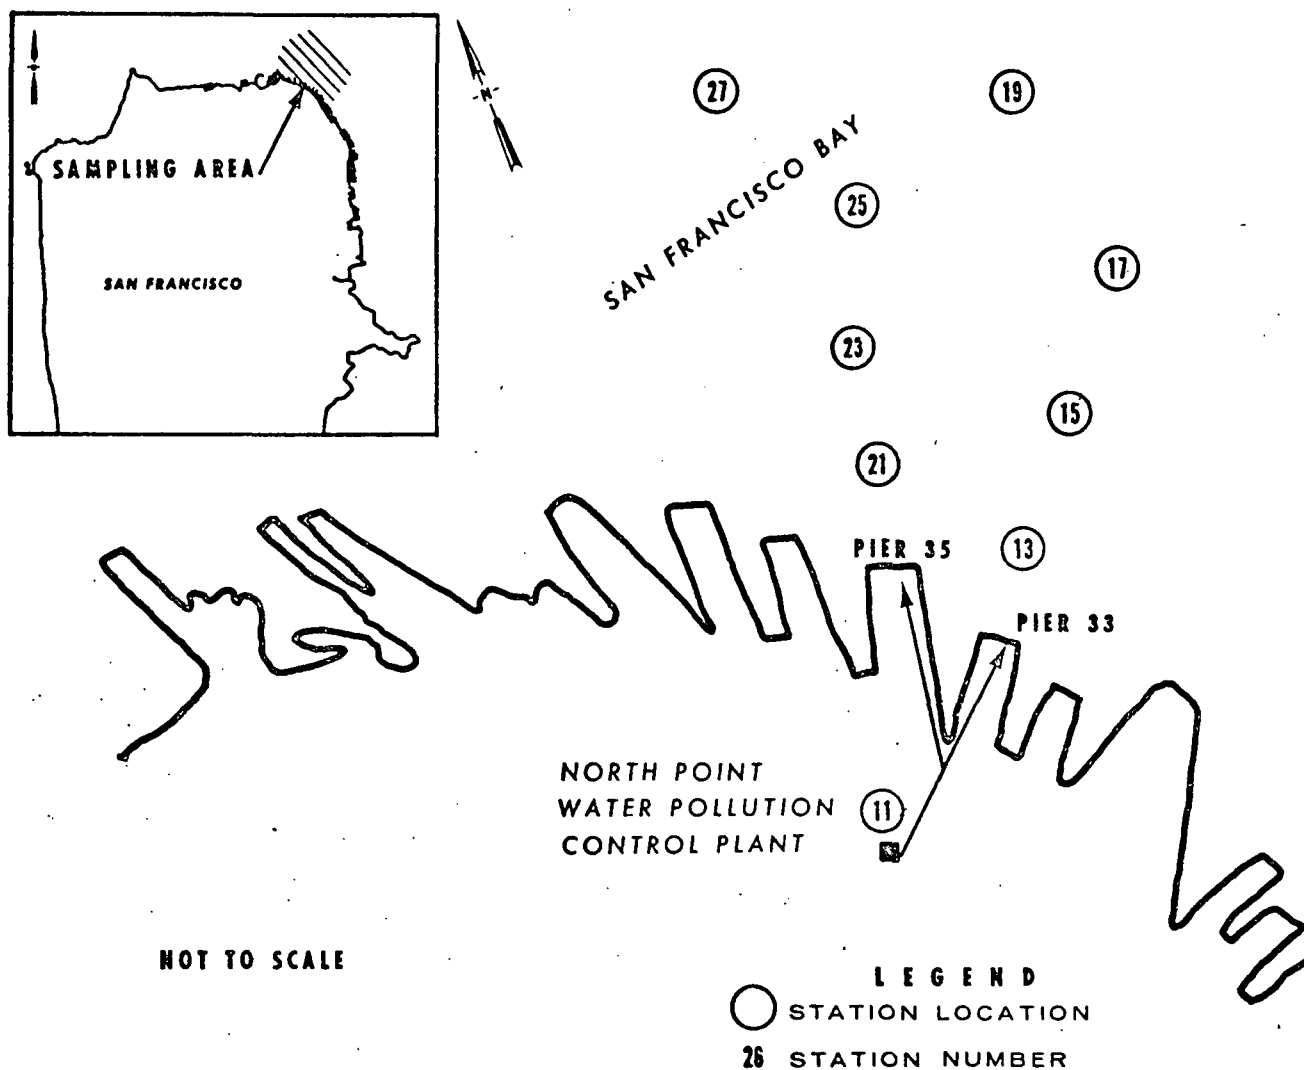 SAMPLING AREA
SAN FRANCISCO
N
27
19
SAN FRANCISCO BAY
25
17
23
15
21
PIER 35
13
PIER 33
NORTH POINT
WATER POLLUTION
CONTROL PLANT
11
NOT TO SCALE
LEGEND
STATION LOCATION
26 STATION NUMBER